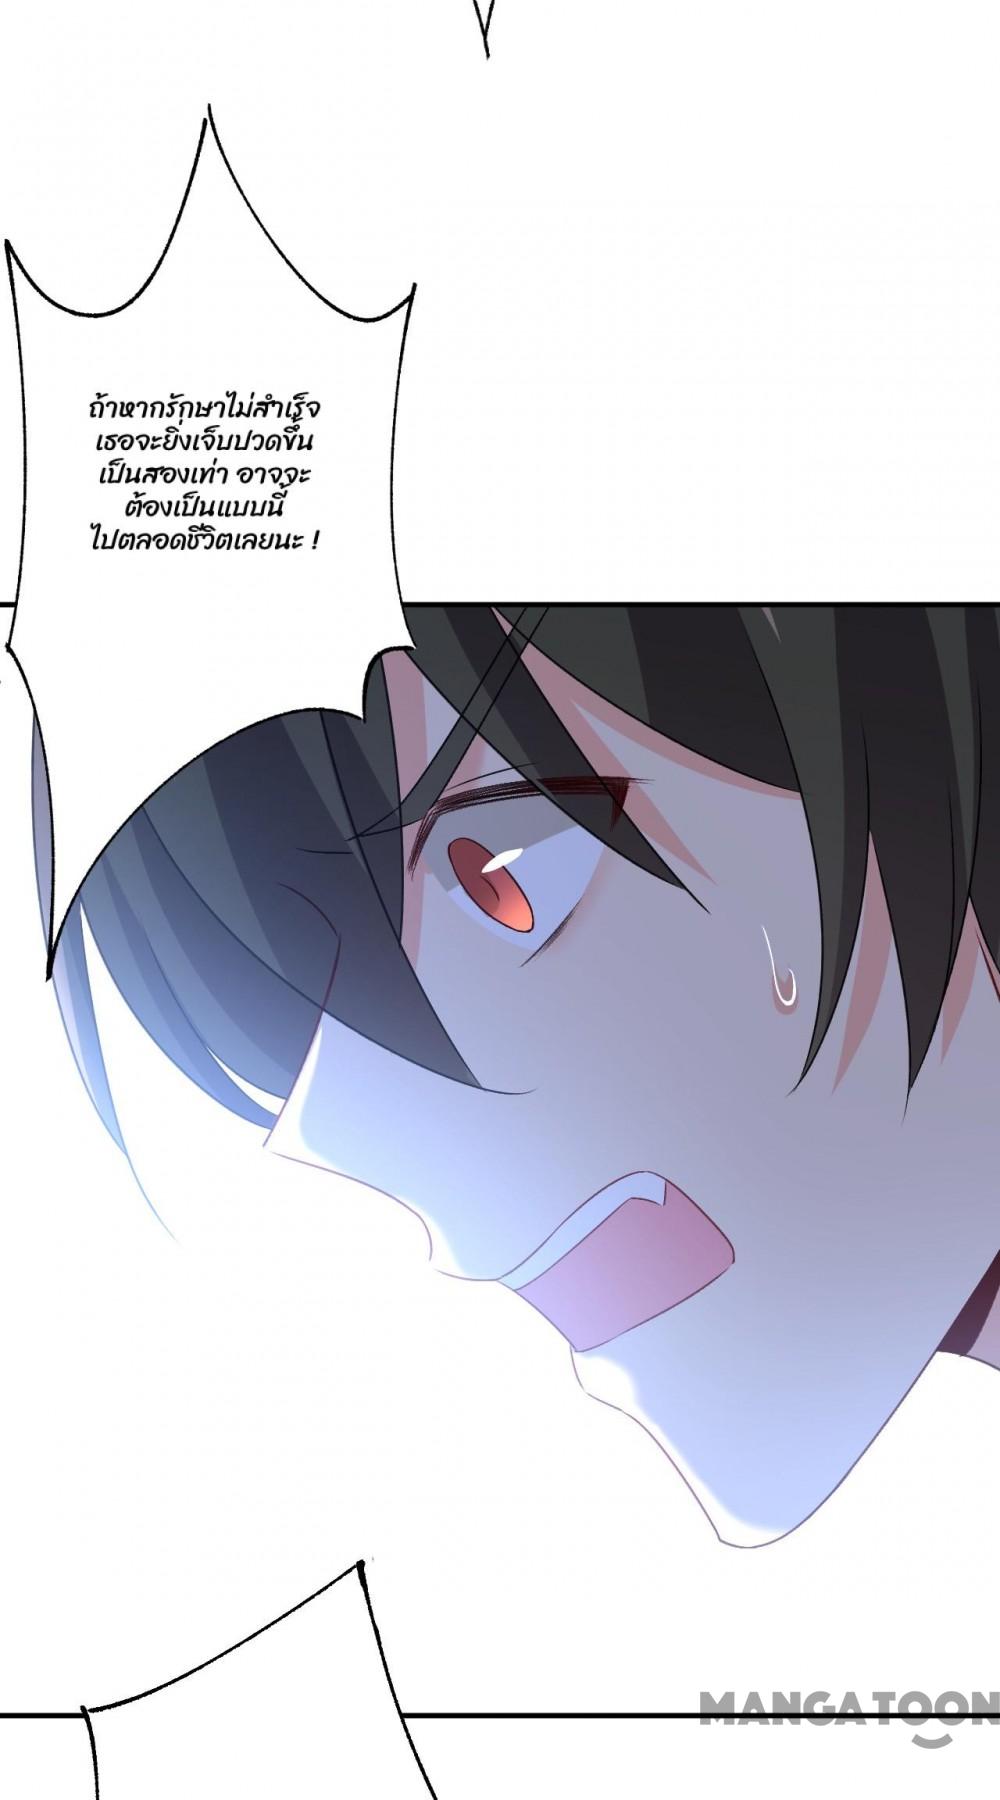 ถ้าหากรักษาไม่สำเร็จ
เธอจะยิ่งเจ็บปวดขึ้น
เป็นสองเท่า อาจจะ
ต้องเป็นแบบนี้
ไปตลอดชีวิตเลยนะ !
MANGATOON